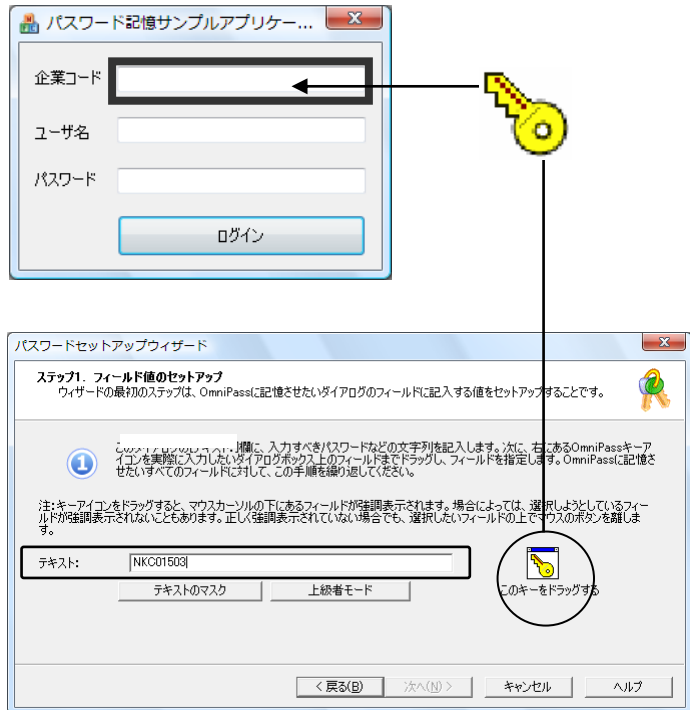 パスワード記憶サンプルアプリケー...
企業コード
ユーザ名
パスワード
ログイン
パスワードセットアップウィザード
ステップ1. フィールド値のセットアップ
ウィザードの最初のステップは、OmniPassに記憶させたいダイアログのフィールドに記入する値をセットアップすることです。
欄に、入力すべきパスワードなどの文字列を記入します。次に、右にあるOmniPassキーア
イコンを実際に入力したいダイアログボックス上のフィールドまでドラッグし、フィールドを指定します。OmniPassに記憶さ
せたいすべてのフィールドに対して、この手順を繰り返してください。
注:キーアイコンをドラッグすると、マウスカーソルの下にあるフィールドが強調表示されます。場合によっては、選択しようとしているフィー
ルドが強調表示されないこともあります。正しく強調表示されていない場合でも、選択したいフィールドの上でマウスのボタンを離しま
す。
テキスト: NKC01503
このキーをドラッグする
テキストのマスク 上級者モード
< 戻る(B) 次へ(N) > キャンセル ヘルプ